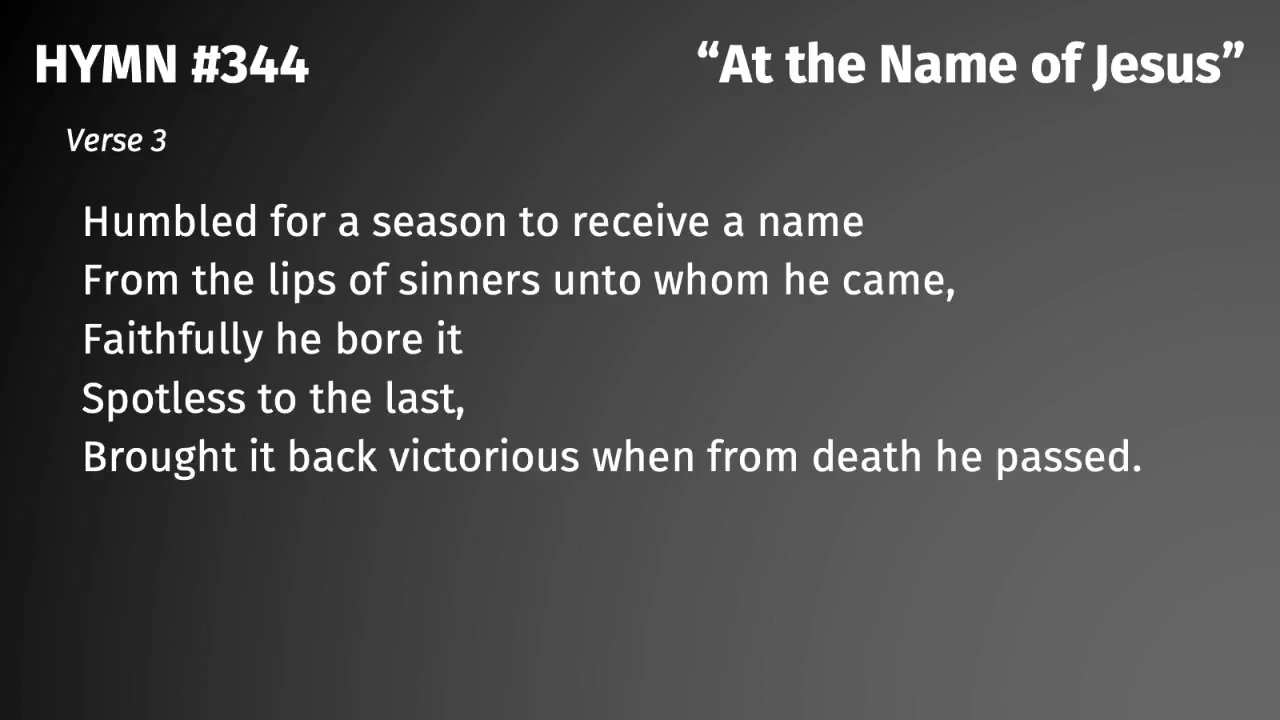 HYMN #344
“At the Name of Jesus”
Verse 3
Humbled for a season to receive a name
From the lips of sinners unto whom he came,
Faithfully he bore it
Spotless to the last,
Brought it back victorious when from death he passed.